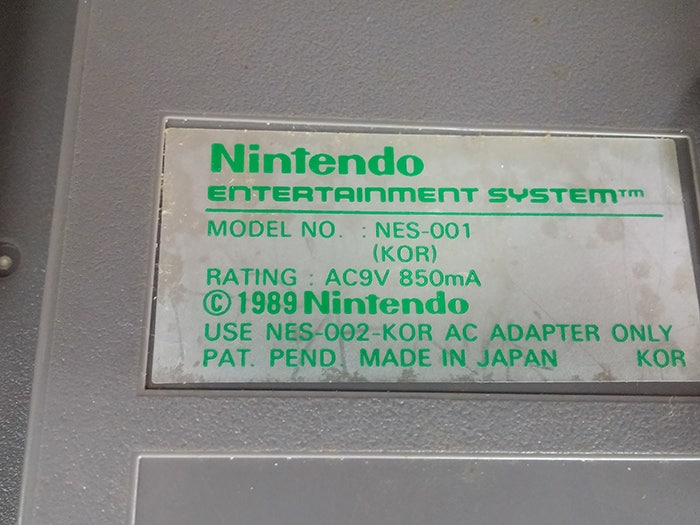 Nintendo
ENTERTAINMENT SYSTEM™
MODEL NO. : NES-001
(KOR)
RATING : AC9V 850mA
© 1989 Nintendo
USE NES-002-KOR AC ADAPTER ONLY
PAT. PEND MADE IN JAPAN KOR